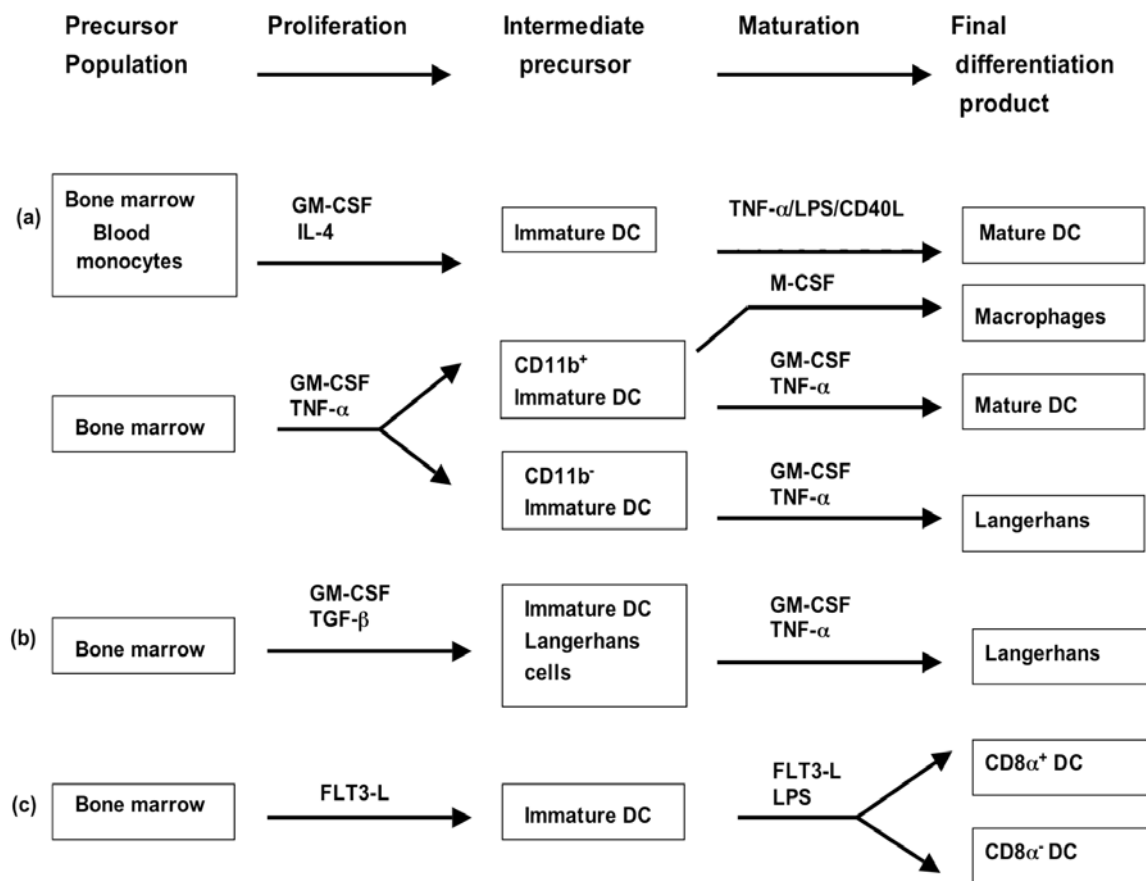 Precursor
Population
Proliferation
Intermediate
precursor
Maturation
Final
differentiation
product
(a)
Bone marrow
Blood
monocytes
GM-CSF
IL-4
Immature DC
TNF-α/LPS/CD40L
Mature DC
M-CSF
Macrophages
Bone marrow
GM-CSF
TNF-α
CD11b⁺
Immature DC
GM-CSF
TNF-α
Mature DC
CD11b⁻
Immature DC
GM-CSF
TNF-α
Langerhans
(b)
Bone marrow
GM-CSF
TGF-β
Immature DC
Langerhans
cells
GM-CSF
TNF-α
Langerhans
(c)
Bone marrow
FLT3-L
Immature DC
FLT3-L
LPS
CD8α⁺ DC
CD8α⁻ DC